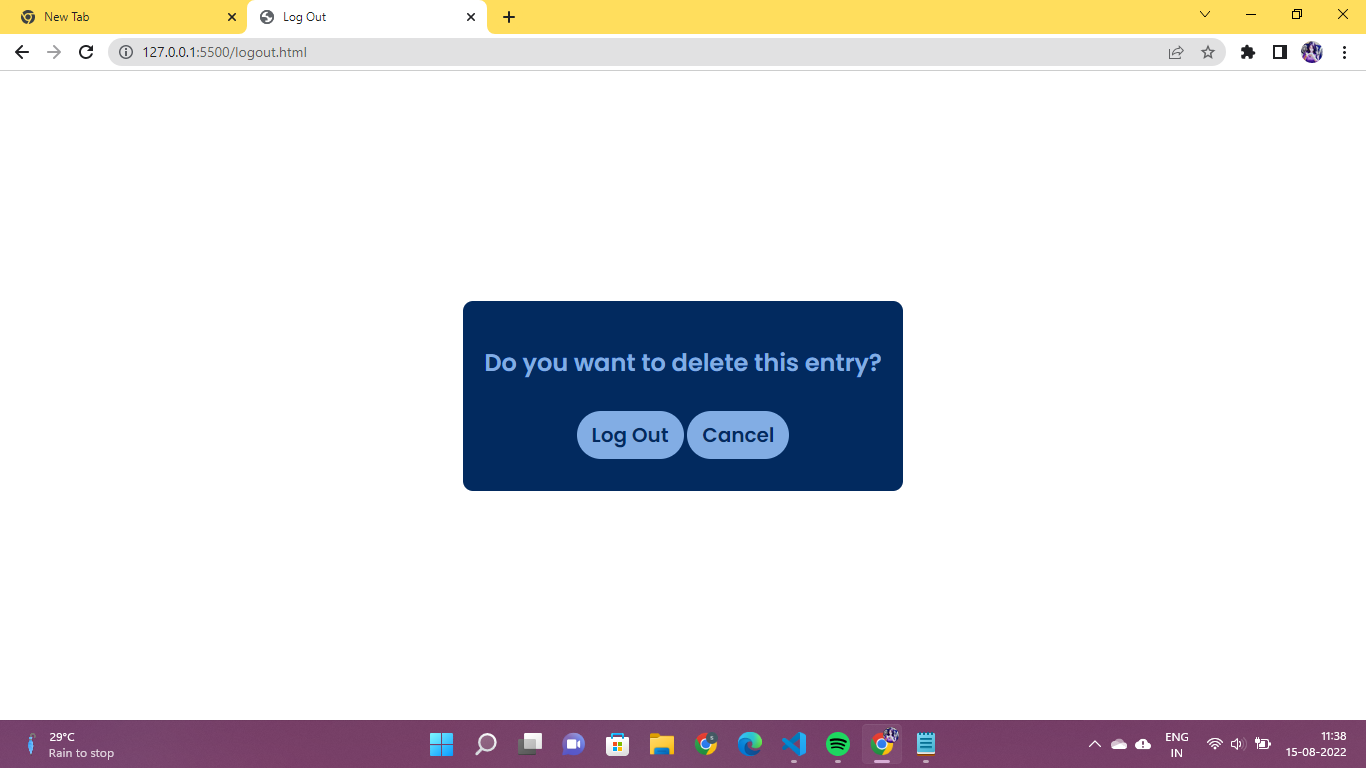 New Tab
Log Out
127.0.0.1:5500/logout.html
Do you want to delete this entry?
Log Out Cancel
29°C
Rain to stop
ENG
IN
11:38
15-08-2022